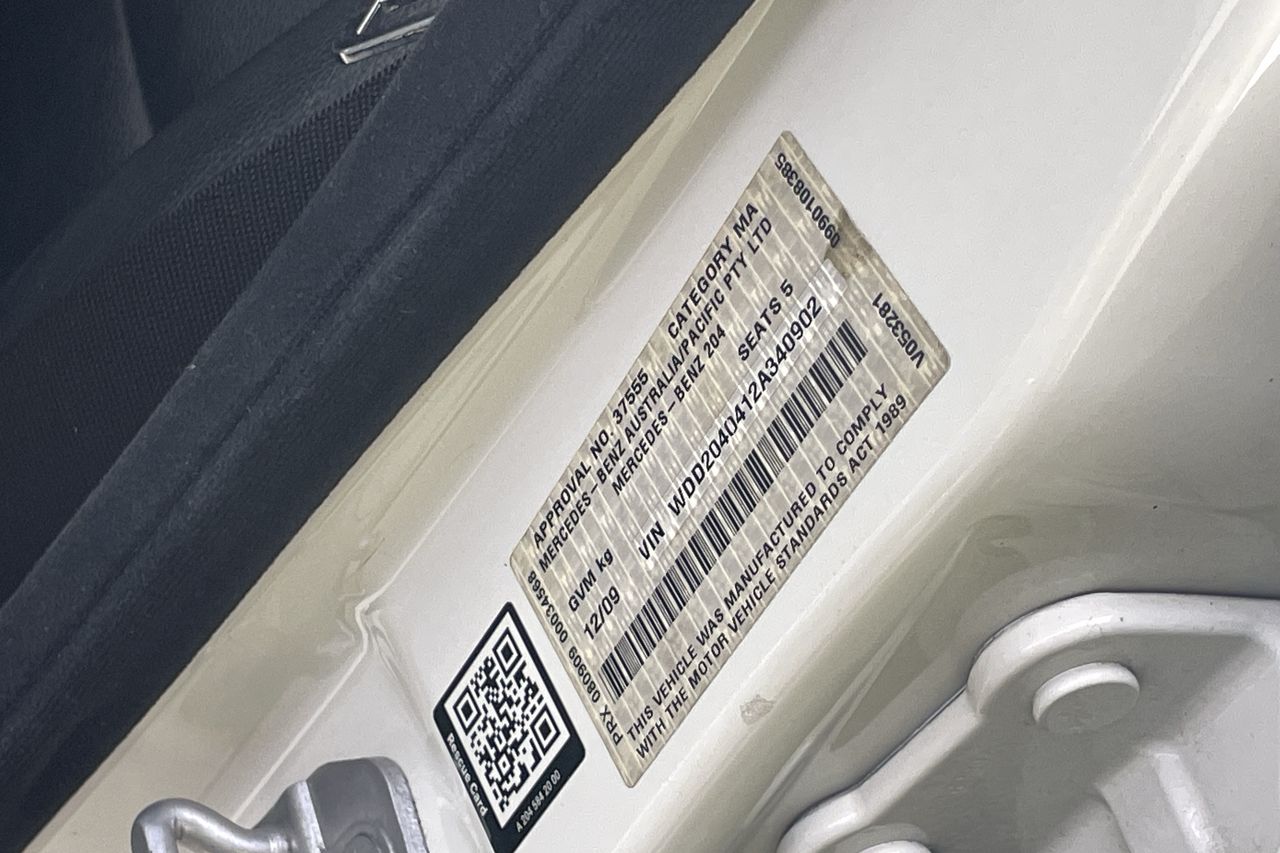 APPROVAL NO. 37555 CATEGORY MA
MERCEDES-BENZ AUSTRALIA/PACIFIC PTY LTD
MERCEDES-BENZ 204
GVM kg SEATS 5
12/09 VIN WDD2040412A340902
THIS VEHICLE WAS MANUFACTURED TO COMPLY
WITH THE MOTOR VEHICLE STANDARDS ACT 1989
PRX 080909 00034568
0990108385
V053281
Rescue Card
A 204 584 20 00